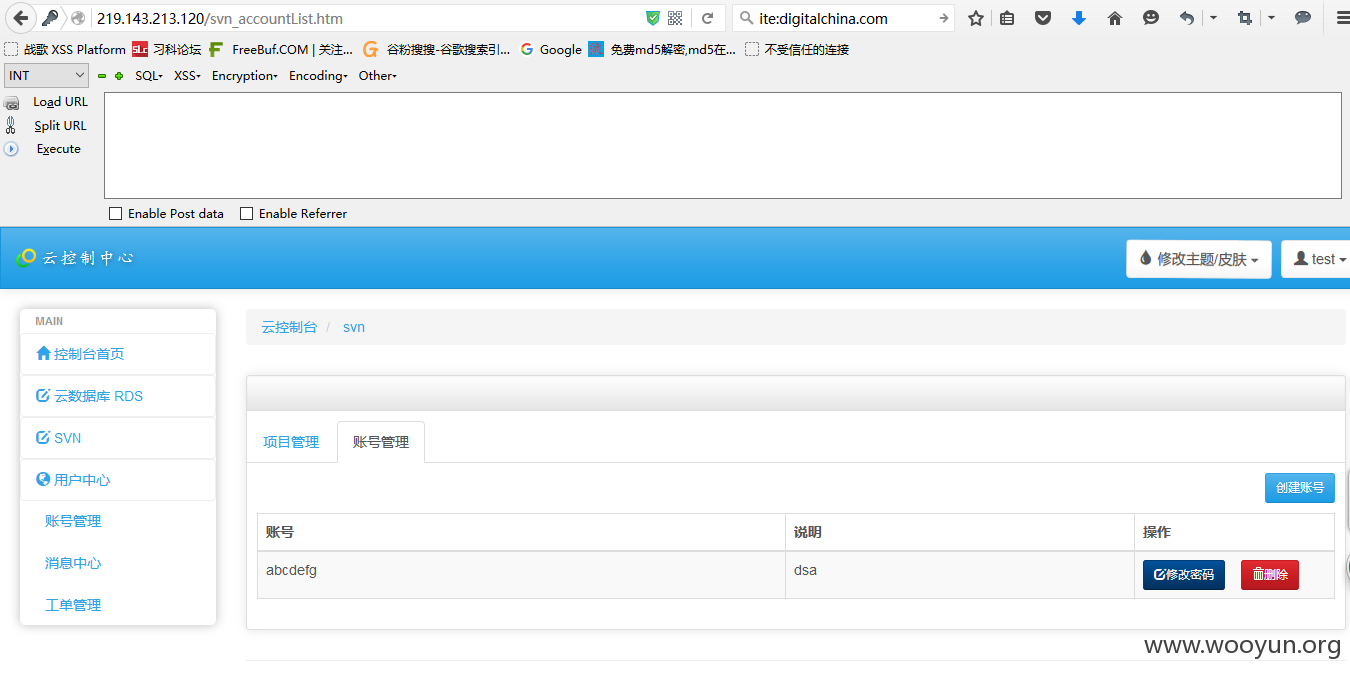 219.143.213.120/svn_accountList.htm
ite:digitalchina.com
战歌 XSS Platform
SLC 习科论坛
FreeBuf.COM | 关注...
谷粉搜搜-谷歌搜索引...
Google
免费md5解密,md5在...
不受信任的连接
INT
SQL
XSS
Encryption
Encoding
Other
Load URL
Split URL
Execute
Enable Post data
Enable Referrer
云控制中心
修改主题/皮肤
test
MAIN
控制台首页
云数据库 RDS
SVN
用户中心
账号管理
消息中心
工单管理
云控制台 / svn
项目管理
账号管理
创建账号
账号 说明 操作
abcdefg dsa 修改密码 删除
www.wooyun.org